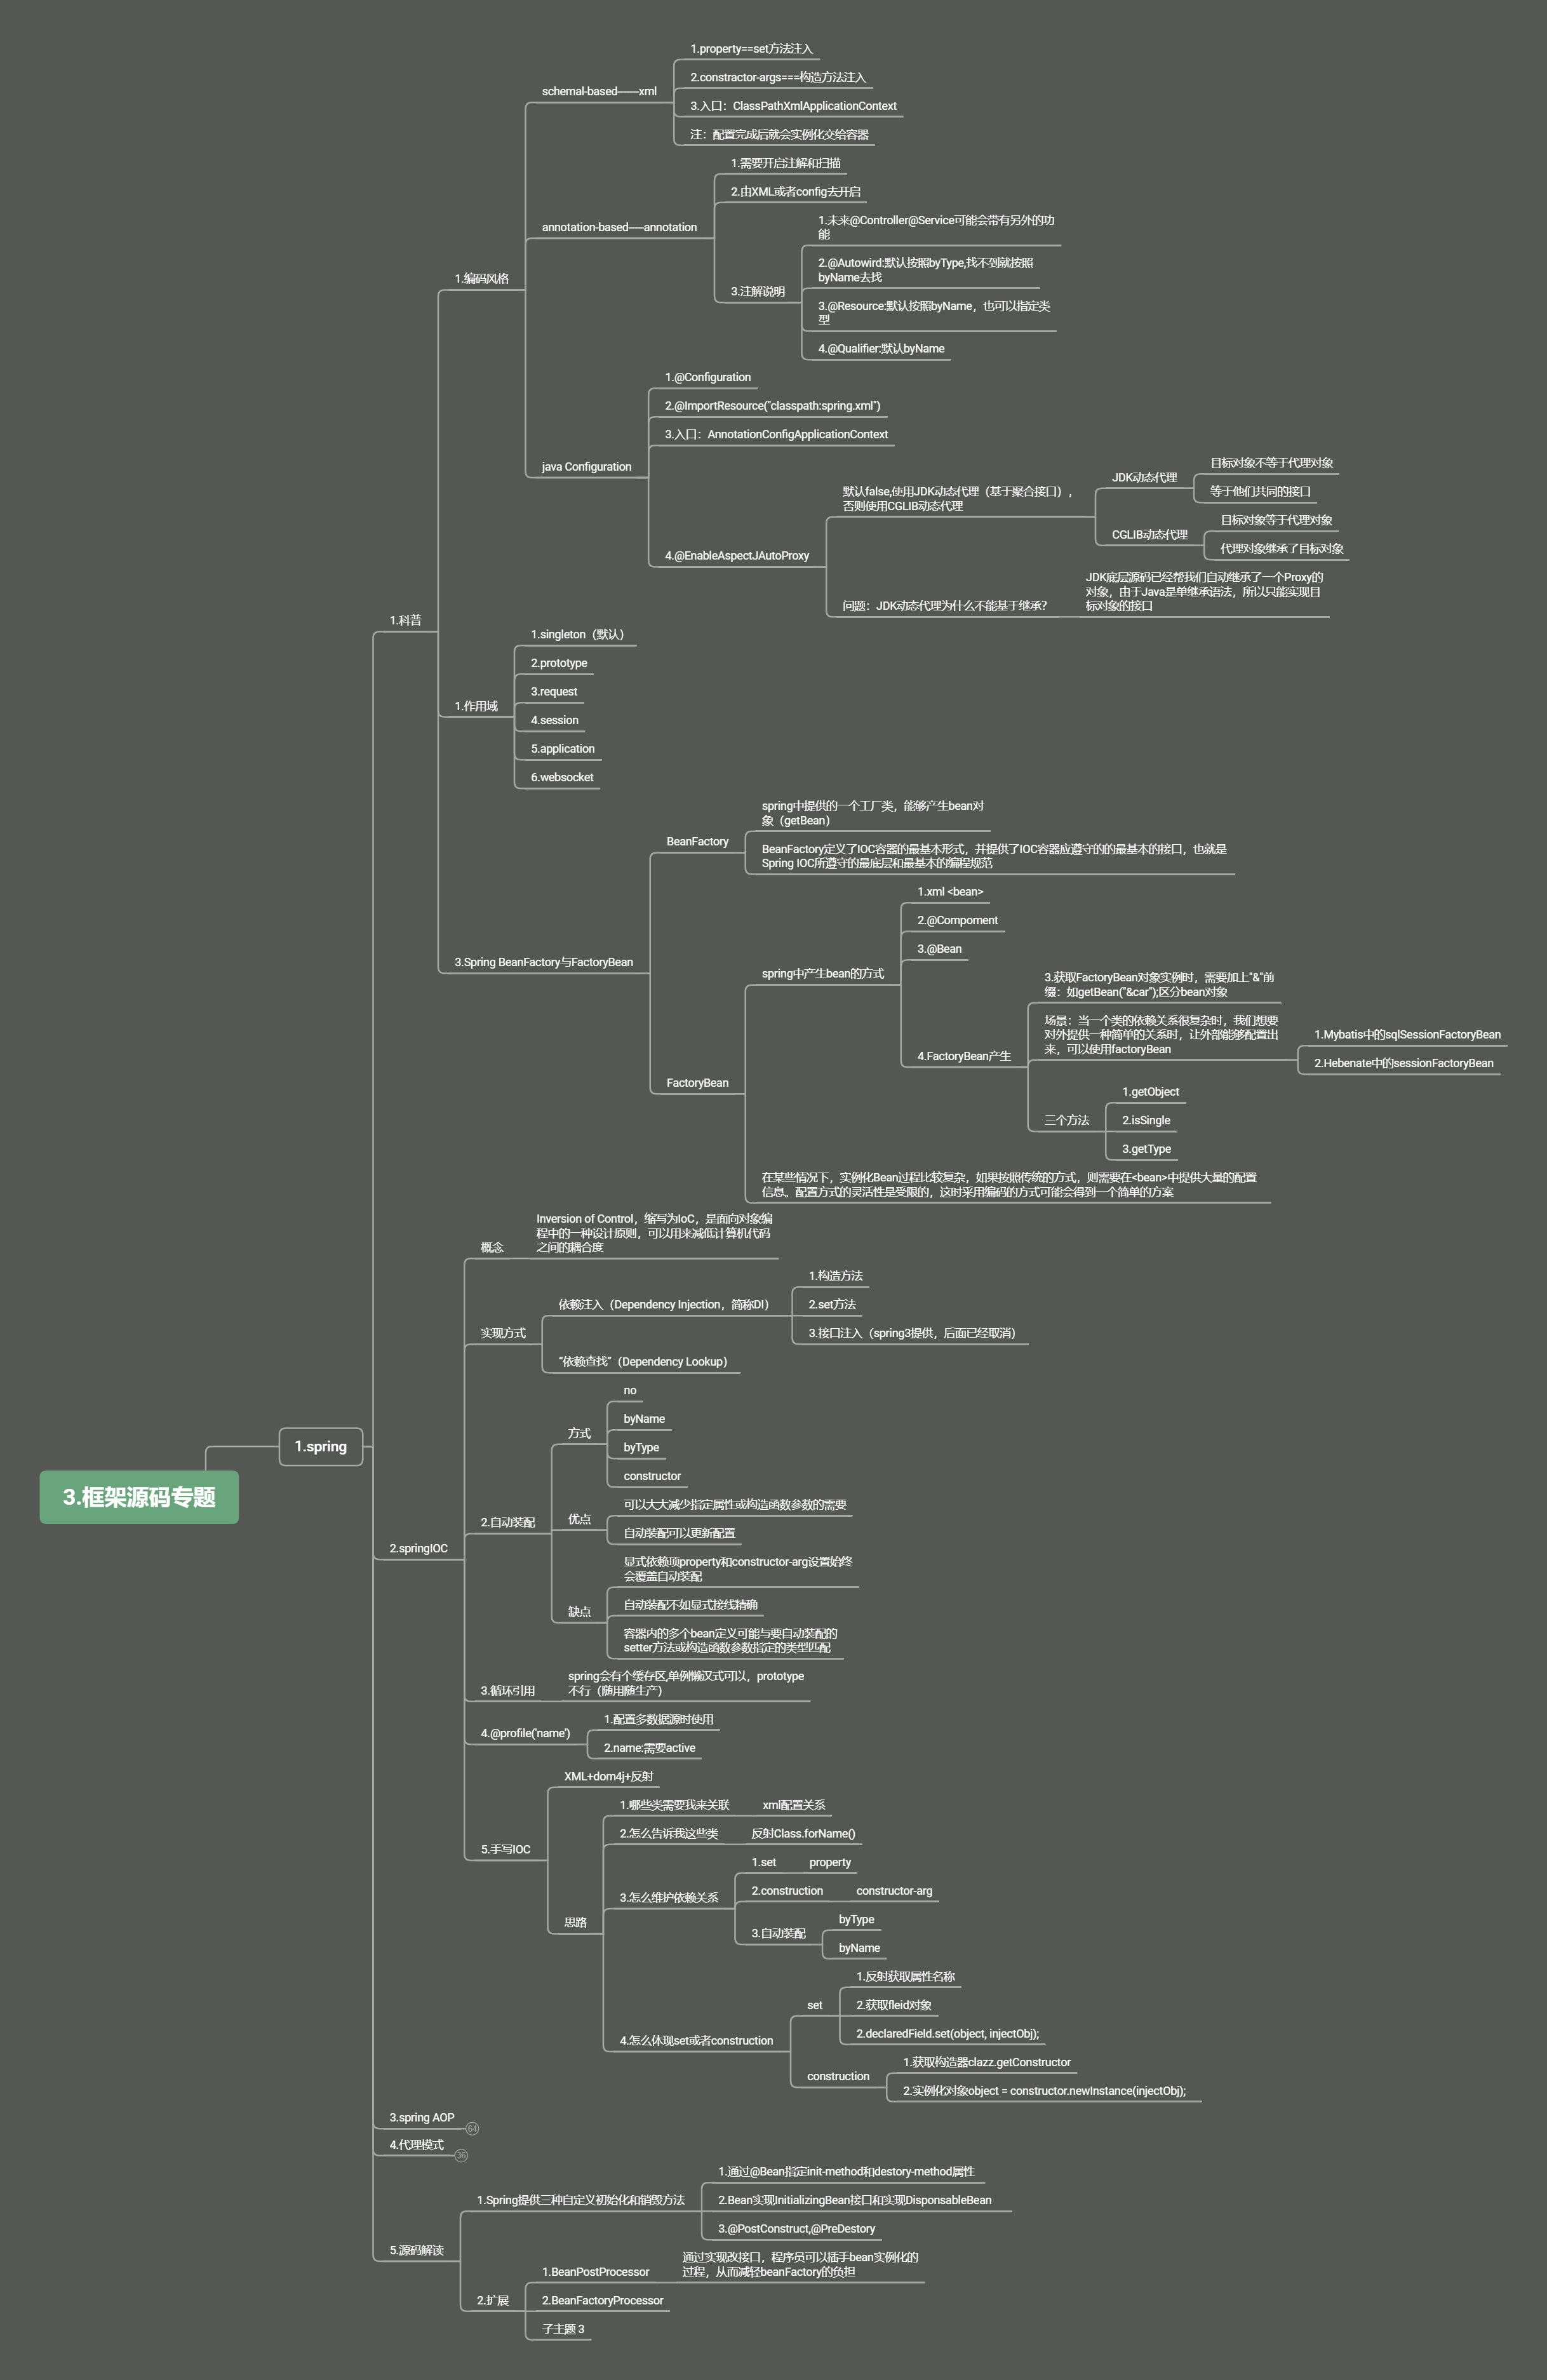 3.框架源码专题
1.spring
1.科普
1.编码风格
schemal-based——xml
1.property==set方法注入
2.constractor-args===构造方法注入
3.入口：ClassPathXmlApplicationContext
注：配置完成后就会实例化交给容器
annotation-based—-annotation
1.需要开启注解和扫描
2.由XML或者config去开启
3.注解说明
1.未来@Controller@Service可能会带有另外的功
能
2.@Autowird:默认按照byType,找不到就按照
byName去找
3.@Resource:默认按照byName，也可以指定类
型
4.@Qualifier:默认byName
java Configuration
1.@Configuration
2.@ImportResource("classpath:spring.xml")
3.入口：AnnotationConfigApplicationContext
4.@EnableAspectJAutoProxy
默认false,使用JDK动态代理（基于聚合接口），
否则使用CGLIB动态代理
JDK动态代理
目标对象不等于代理对象
等于他们共同的接口
CGLIB动态代理
目标对象等于代理对象
代理对象继承了目标对象
问题：JDK动态代理为什么不能基于继承？
JDK底层源码已经帮我们自动继承了一个Proxy的
对象，由于Java是单继承语法，所以只能实现目
标对象的接口
1.作用域
1.singleton（默认）
2.prototype
3.request
4.session
5.application
6.websocket
3.Spring BeanFactory与FactoryBean
BeanFactory
spring中提供的一个工厂类，能够产生bean对
象（getBean）
BeanFactory定义了IOC容器的最基本形式，并提供了IOC容器应遵守的的最基本的接口，也就是
Spring IOC所遵守的最底层和最基本的编程规范
FactoryBean
spring中产生bean的方式
1.xml <bean>
2.@Compoment
3.@Bean
4.FactoryBean产生
3.获取FactoryBean对象实例时，需要加上"&"前
缀：如getBean("&car");区分bean对象
场景：当一个类的依赖关系很复杂时，我们想要
对外提供一种简单的关系时，让外部能够配置出
来，可以使用factoryBean
1.Mybatis中的sqlSessionFactoryBean
2.Hebenate中的sessionFactoryBean
三个方法
1.getObject
2.isSingle
3.getType
在某些情况下，实例化Bean过程比较复杂，如果按照传统的方式，则需要在<bean>中提供大量的配置
信息。配置方式的灵活性是受限的，这时采用编码的方式可能会得到一个简单的方案
2.springIOC
概念
Inversion of Control，缩写为IoC，是面向对象编
程中的一种设计原则，可以用来减低计算机代码
之间的耦合度
实现方式
依赖注入（Dependency Injection，简称DI）
1.构造方法
2.set方法
3.接口注入（spring3提供，后面已经取消）
“依赖查找”（Dependency Lookup）
2.自动装配
方式
no
byName
byType
constructor
优点
可以大大减少指定属性或构造函数参数的需要
自动装配可以更新配置
缺点
显式依赖项property和constructor-arg设置始终
会覆盖自动装配
自动装配不如显式接线精确
容器内的多个bean定义可能与要自动装配的
setter方法或构造函数参数指定的类型匹配
3.循环引用
spring会有个缓存区,单例懒汉式可以，prototype
不行（随用随生产）
4.@profile('name')
1.配置多数据源时使用
2.name:需要active
5.手写IOC
XML+dom4j+反射
思路
1.哪些类需要我来关联
xml配置关系
2.怎么告诉我这些类
反射Class.forName()
3.怎么维护依赖关系
1.set
property
2.construction
constructor-arg
3.自动装配
byType
byName
4.怎么体现set或者construction
set
1.反射获取属性名称
2.获取fleid对象
2.declaredField.set(object, injectObj);
construction
1.获取构造器clazz.getConstructor
2.实例化对象object = constructor.newInstance(injectObj);
3.spring AOP
64
4.代理模式
36
5.源码解读
1.Spring提供三种自定义初始化和销毁方法
1.通过@Bean指定init-method和destory-method属性
2.Bean实现InitializingBean接口和实现DisponsableBean
3.@PostConstruct,@PreDestory
2.扩展
1.BeanPostProcessor
通过实现改接口，程序员可以插手bean实例化的
过程，从而减轻beanFactory的负担
2.BeanFactoryProcessor
子主题 3